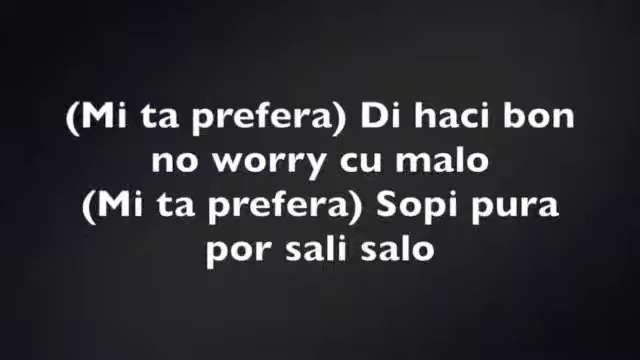 (Mi ta prefera) Di haci bon
no worry cu malo
(Mi ta prefera) Sopi pura
por sali salo